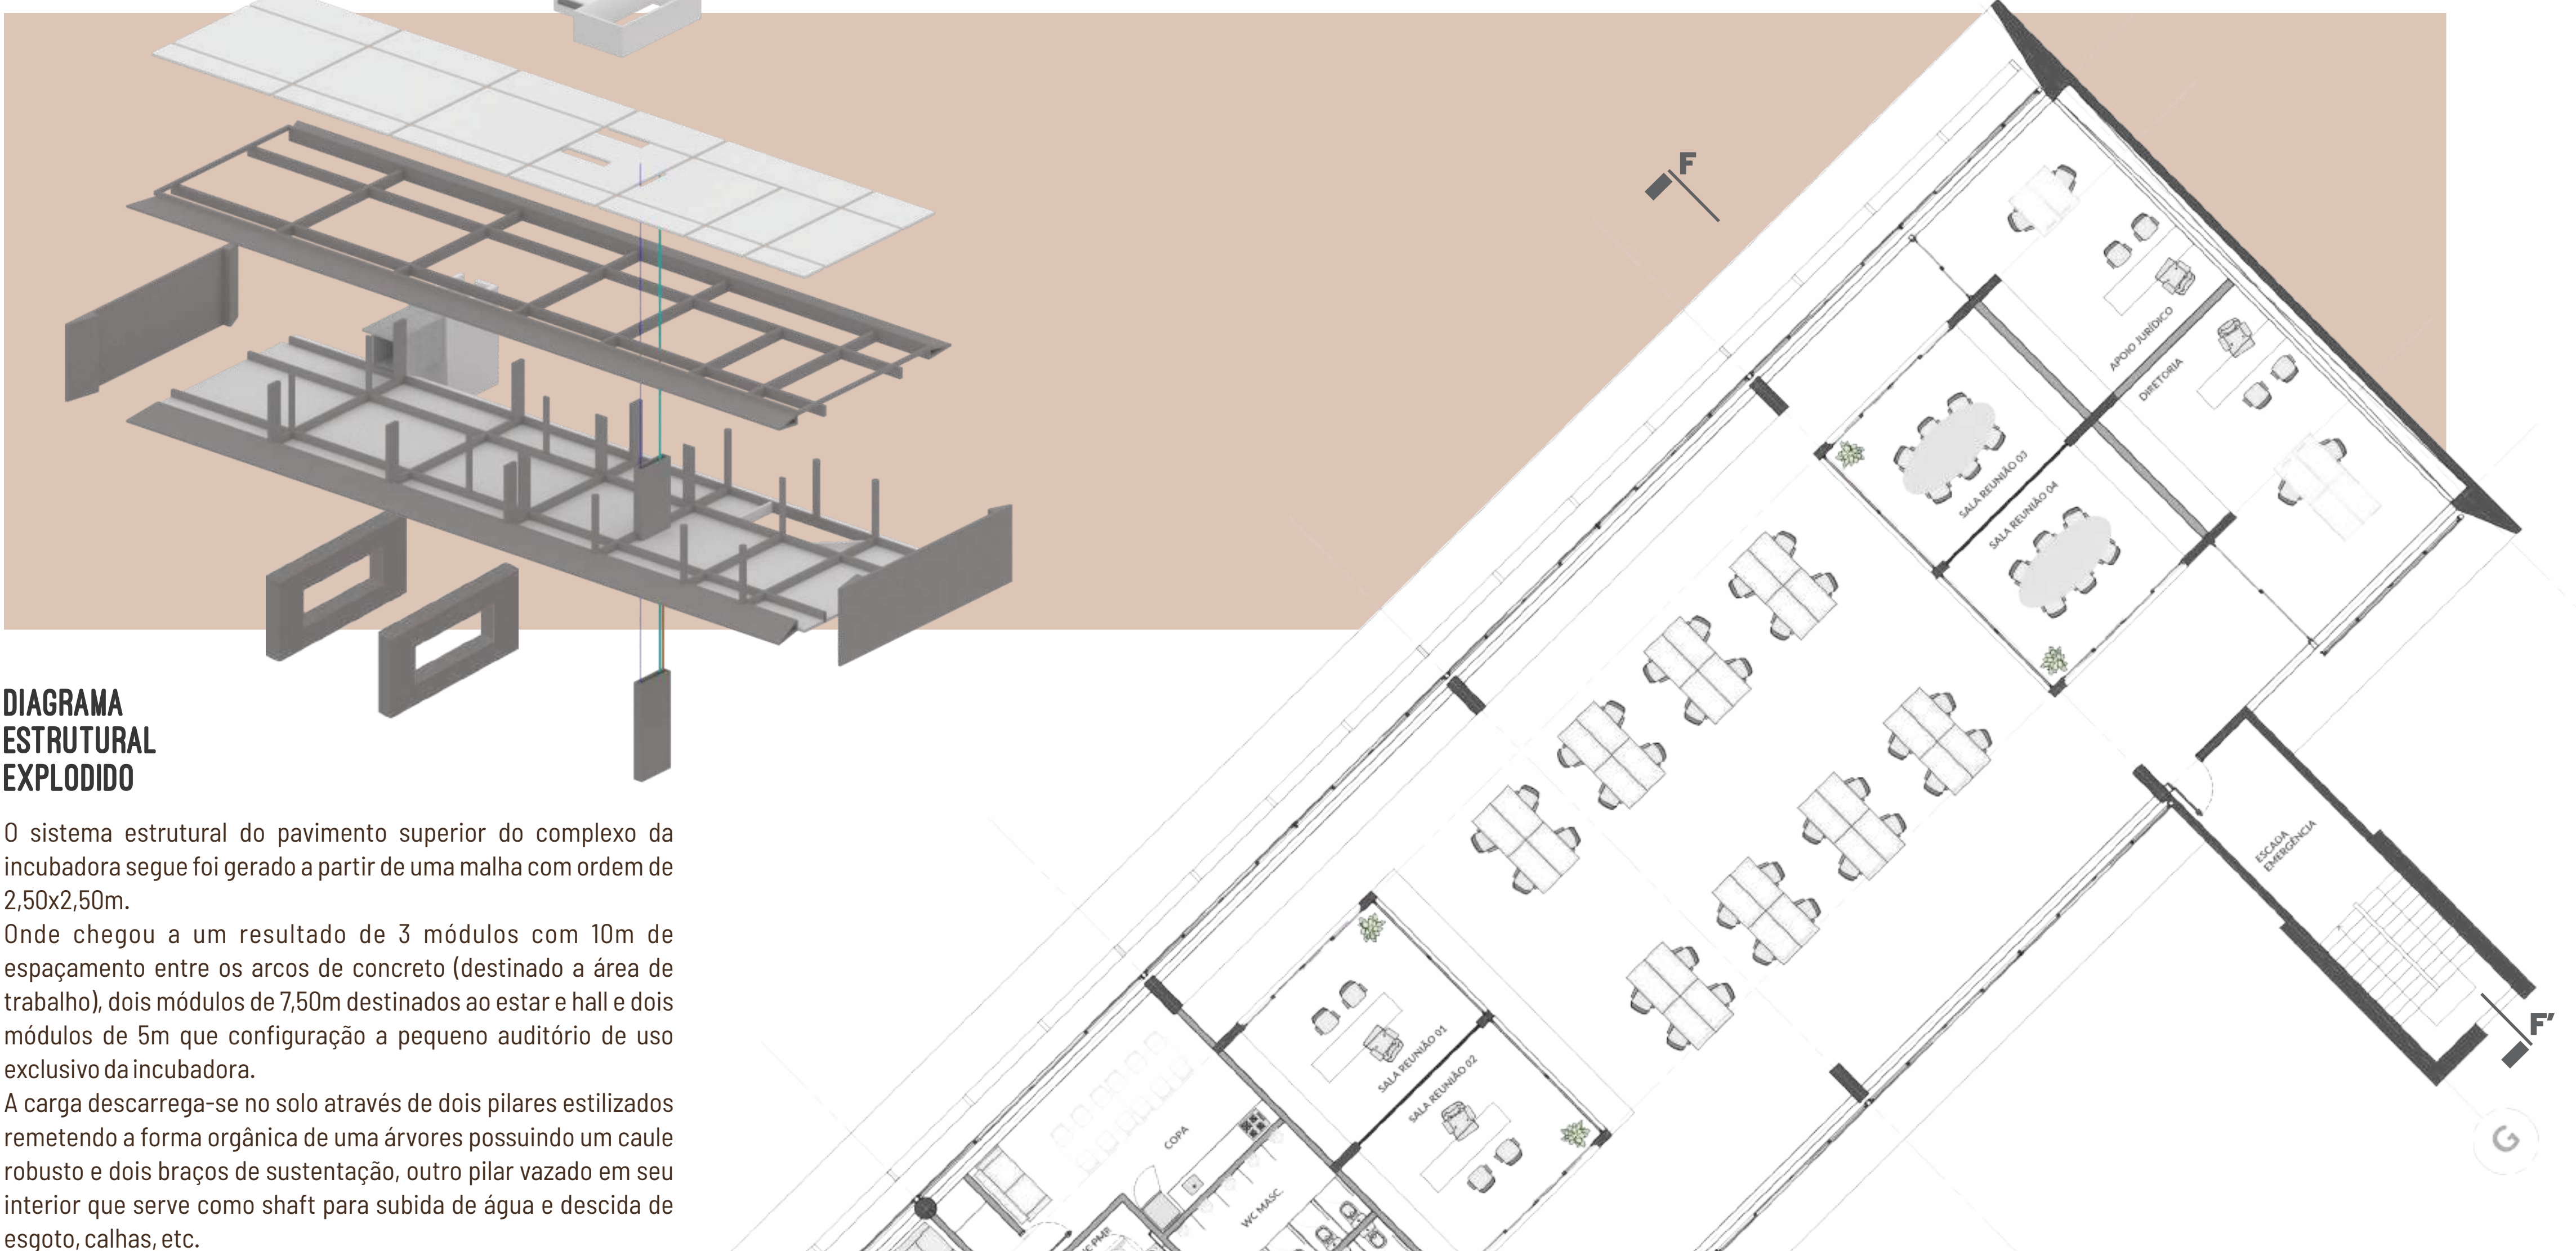 DIAGRAMA
ESTRUTURAL
EXPLODIDO
O sistema estrutural do pavimento superior do complexo da
incubadora segue foi gerado a partir de uma malha com ordem de
2,50x2,50m.
Onde chegou a um resultado de 3 módulos com 10m de
espaçamento entre os arcos de concreto (destinado a área de
trabalho), dois módulos de 7,50m destinados ao estar e hall e dois
módulos de 5m que configuração a pequeno auditório de uso
exclusivo da incubadora.
A carga descarrega-se no solo através de dois pilares estilizados
remetendo a forma orgânica de uma árvores possuindo um caule
robusto e dois braços de sustentação, outro pilar vazado em seu
interior que serve como shaft para subida de água e descida de
esgoto, calhas, etc.
F
APOIO JURÍDICO
DIRETORIA
SALA REUNIÃO 03
SALA REUNIÃO 04
ESCADA
EMERGÊNCIA
F'
G
SALA REUNIÃO 01
SALA REUNIÃO 02
COPA
WC MASC.
PMR